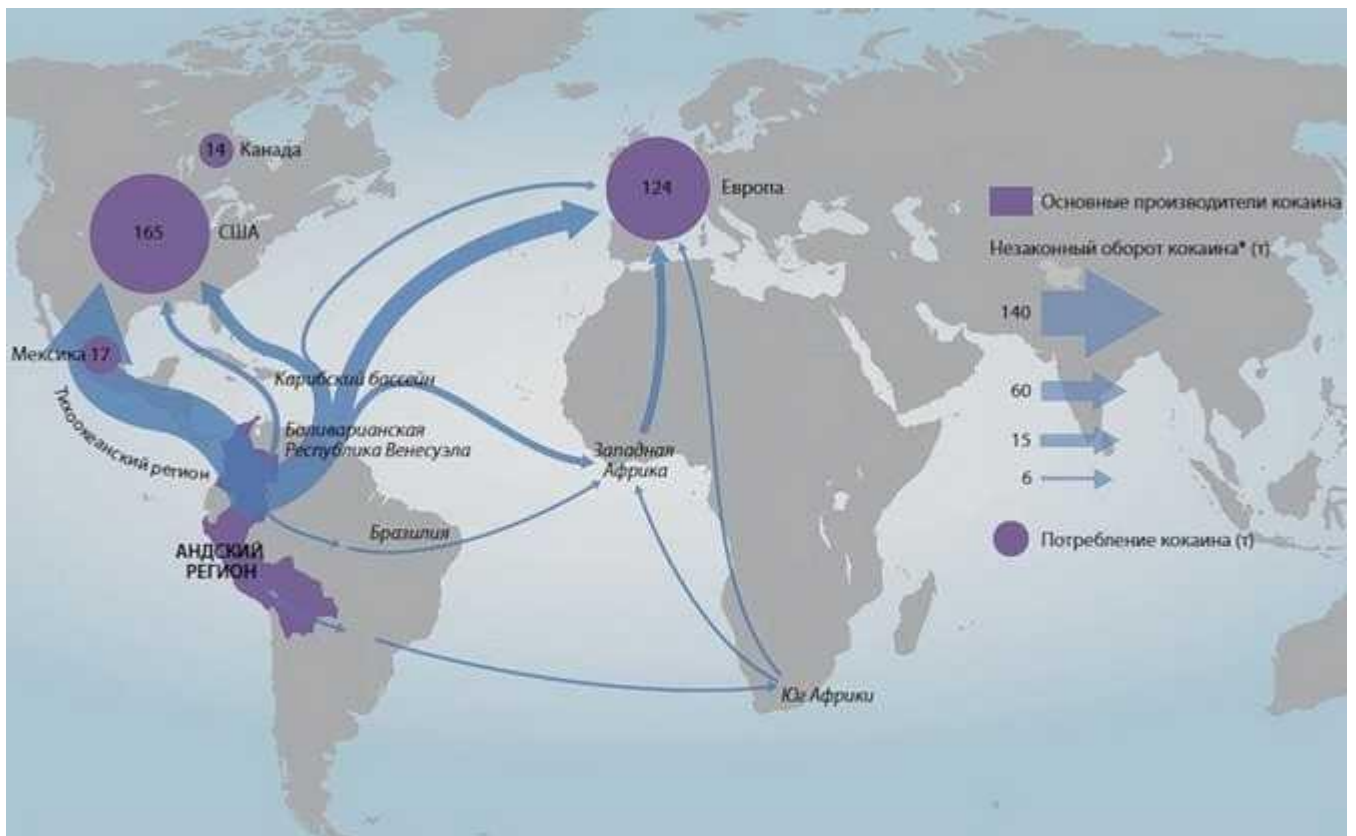 14 Канада
165
США
124
Европа
Мексика 17
Тихоокеанский регион
Карибский бассейн
Боливарианская
Республика Венесуэла
Западная
Африка
Бразилия
АНДСКИЙ
РЕГИОН
Юг Африки
Основные производители кокаина
Незаконный оборот кокаина* (т)
140
60
15
6
Потребление кокаина (т)